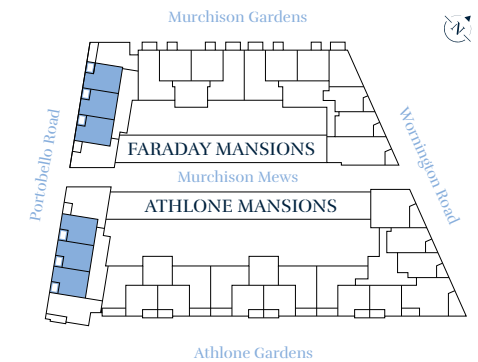 Murchison Gardens
N
Portobello Road
Wornington Road
FARADAY MANSIONS
Murchison Mews
ATHLONE MANSIONS
Athlone Gardens